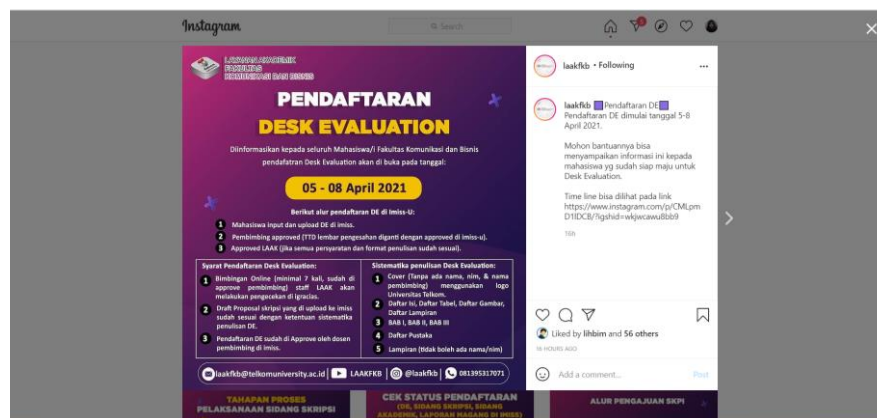 Instagram
Search
LAYANAN AKADEMIK
FAKULTAS
KOMUNIKASI DAN BISNIS
PENDAFTARAN
DESK EVALUATION
Diinformasikan kepada seluruh Mahasiswa/i Fakultas Komunikasi dan Bisnis
pendafatran Desk Evaluation akan di buka pada tanggal:
05 - 08 April 2021
Berikut alur pendaftaran DE di Imiss-U:
1 Mahasiswa input dan upload DE di imiss.
2 Pembimbing approved (TTD lembar pengesahan diganti dengan approved di imiss-u).
3 Approved LAAK (jika semua persyaratan dan format penulisan sudah sesuai).
Syarat Pendaftaran Desk Evaluation:
1 Bimbingan Online (minimal 7 kali, sudah di
approve pembimbing) staff LAAK akan
melakukan pengecekan di igracias.
2 Draft Proposal skripsi yang di upload ke imiss
sudah sesuai dengan ketentuan sistematika
penulisan DE.
3 Pendaftaran DE sudah di Approve oleh dosen
pembimbing di imiss.
Sistematika penulisan Desk Evaluation:
1 Cover (Tanpa ada nama, nim, & nama
pembimbing) menggunakan logo
Universitas Telkom.
2 Daftar Isi, Daftar Tabel, Daftar Gambar,
Daftar Lampiran
3 BAB I, BAB II, BAB III
4 Daftar Pustaka
5 Lampiran (tidak boleh ada nama/nim)
laakfkb@telkomuniversity.ac.id | LAAKFKB | @laakfkb | 081395317071
laakfkb • Following
laakfkb Pendaftaran DE
Pendaftaran DE dimulai tanggal 5-8
April 2021.
Mohon bantuannya bisa
menyampaikan informasi ini kepada
mahasiswa yg sudah siap maju untuk
Desk Evaluation.
Time line bisa dilihat pada link
https://www.instagram.com/p/CMLpm
D1IDCB/?igshid=wkjwcawu8bb9
Liked by lihbim and 56 others
Add a comment...
Post
TAHAPAN PROSES
PELAKSANAAN SIDANG SKRIPSI
CEK STATUS PENDAFTARAN
(DE, SIDANG SKRIPSI, SIDANG
AKADEMIK, LAPORAN MAGANG DI IMISS)
ALUR PENGAJUAN SKPI